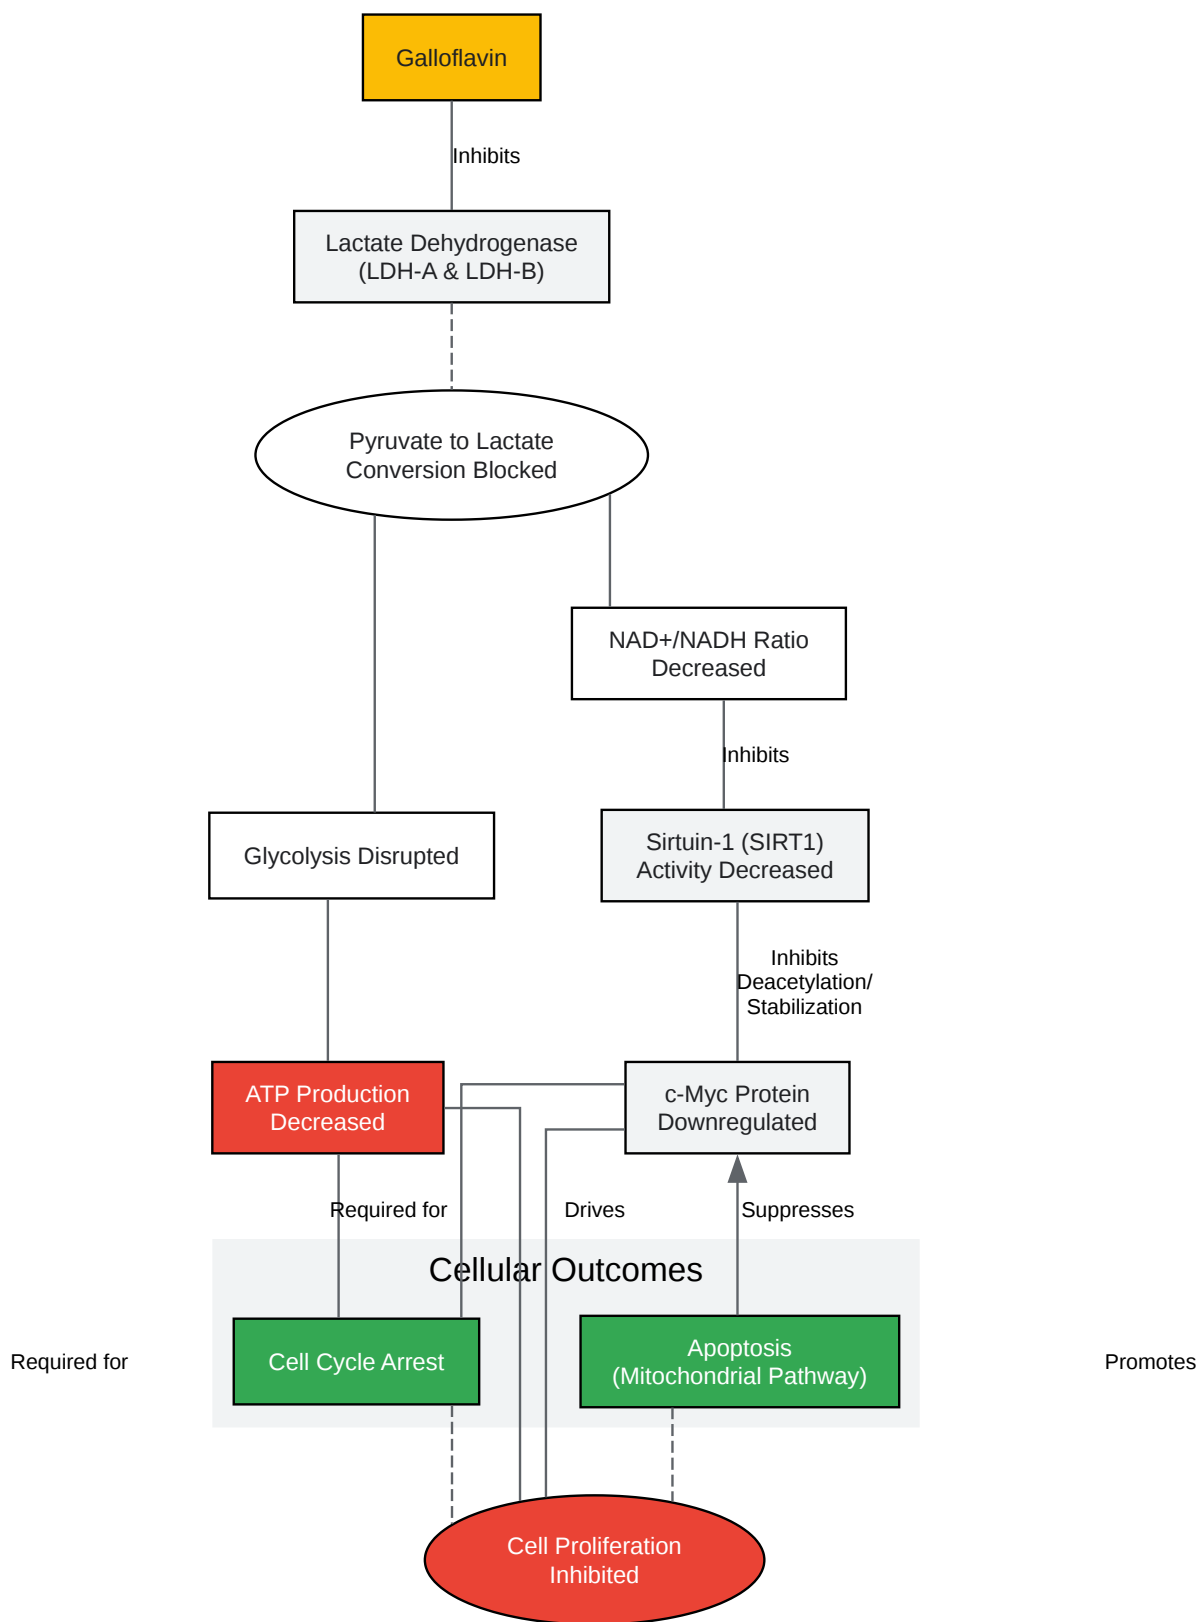 Galloflavin
Inhibits
Lactate Dehydrogenase
(LDH-A & LDH-B)
Pyruvate to Lactate
Conversion Blocked
NAD+/NADH Ratio
Decreased
Inhibits
Glycolysis Disrupted
Sirtuin-1 (SIRT1)
Activity Decreased
Inhibits
Deacetylation/
Stabilization
ATP Production
Decreased
c-Myc Protein
Downregulated
Required for
Drives
Suppresses
Cellular Outcomes
Required for
Cell Cycle Arrest
Apoptosis
(Mitochondrial Pathway)
Promotes
Cell Proliferation
Inhibited